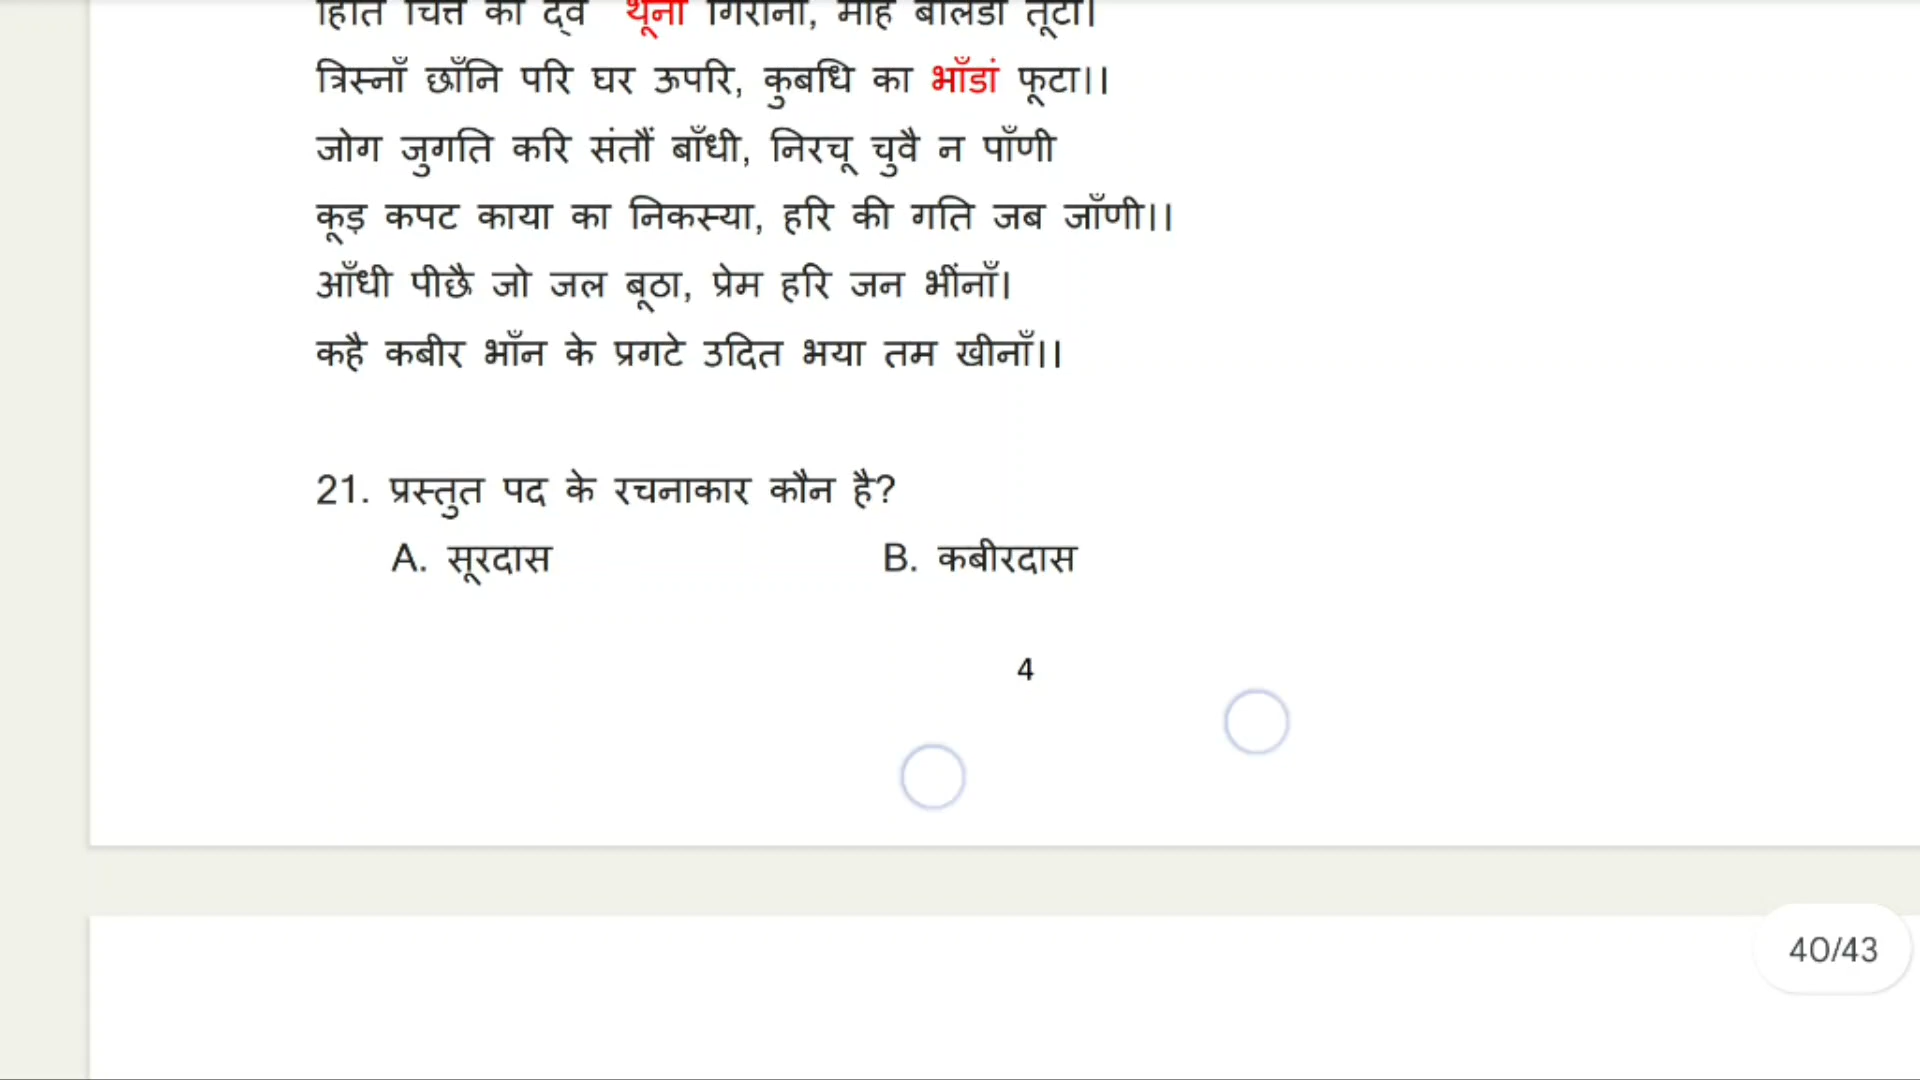 हिति चित्त की द्वै थूनी गिरांनी, मोह बलिंडा तूटा।
त्रिस्नाँ छाँनि परि घर ऊपरि, कुबधि का भाँडां फूटा।।
जोग जुगति करि संतौं बाँधी, निरचू चुवै न पाँणी
कूड़ कपट काया का निकस्या, हरि की गति जब जाँणी।।
आँधी पीछै जो जल बूठा, प्रेम हरि जन भींनाँ।
कहै कबीर भाँन के प्रगटे उदित भया तम खीनाँ।।
21. प्रस्तुत पद के रचनाकार कौन है?
A. सूरदास B. कबीरदास
4
40/43